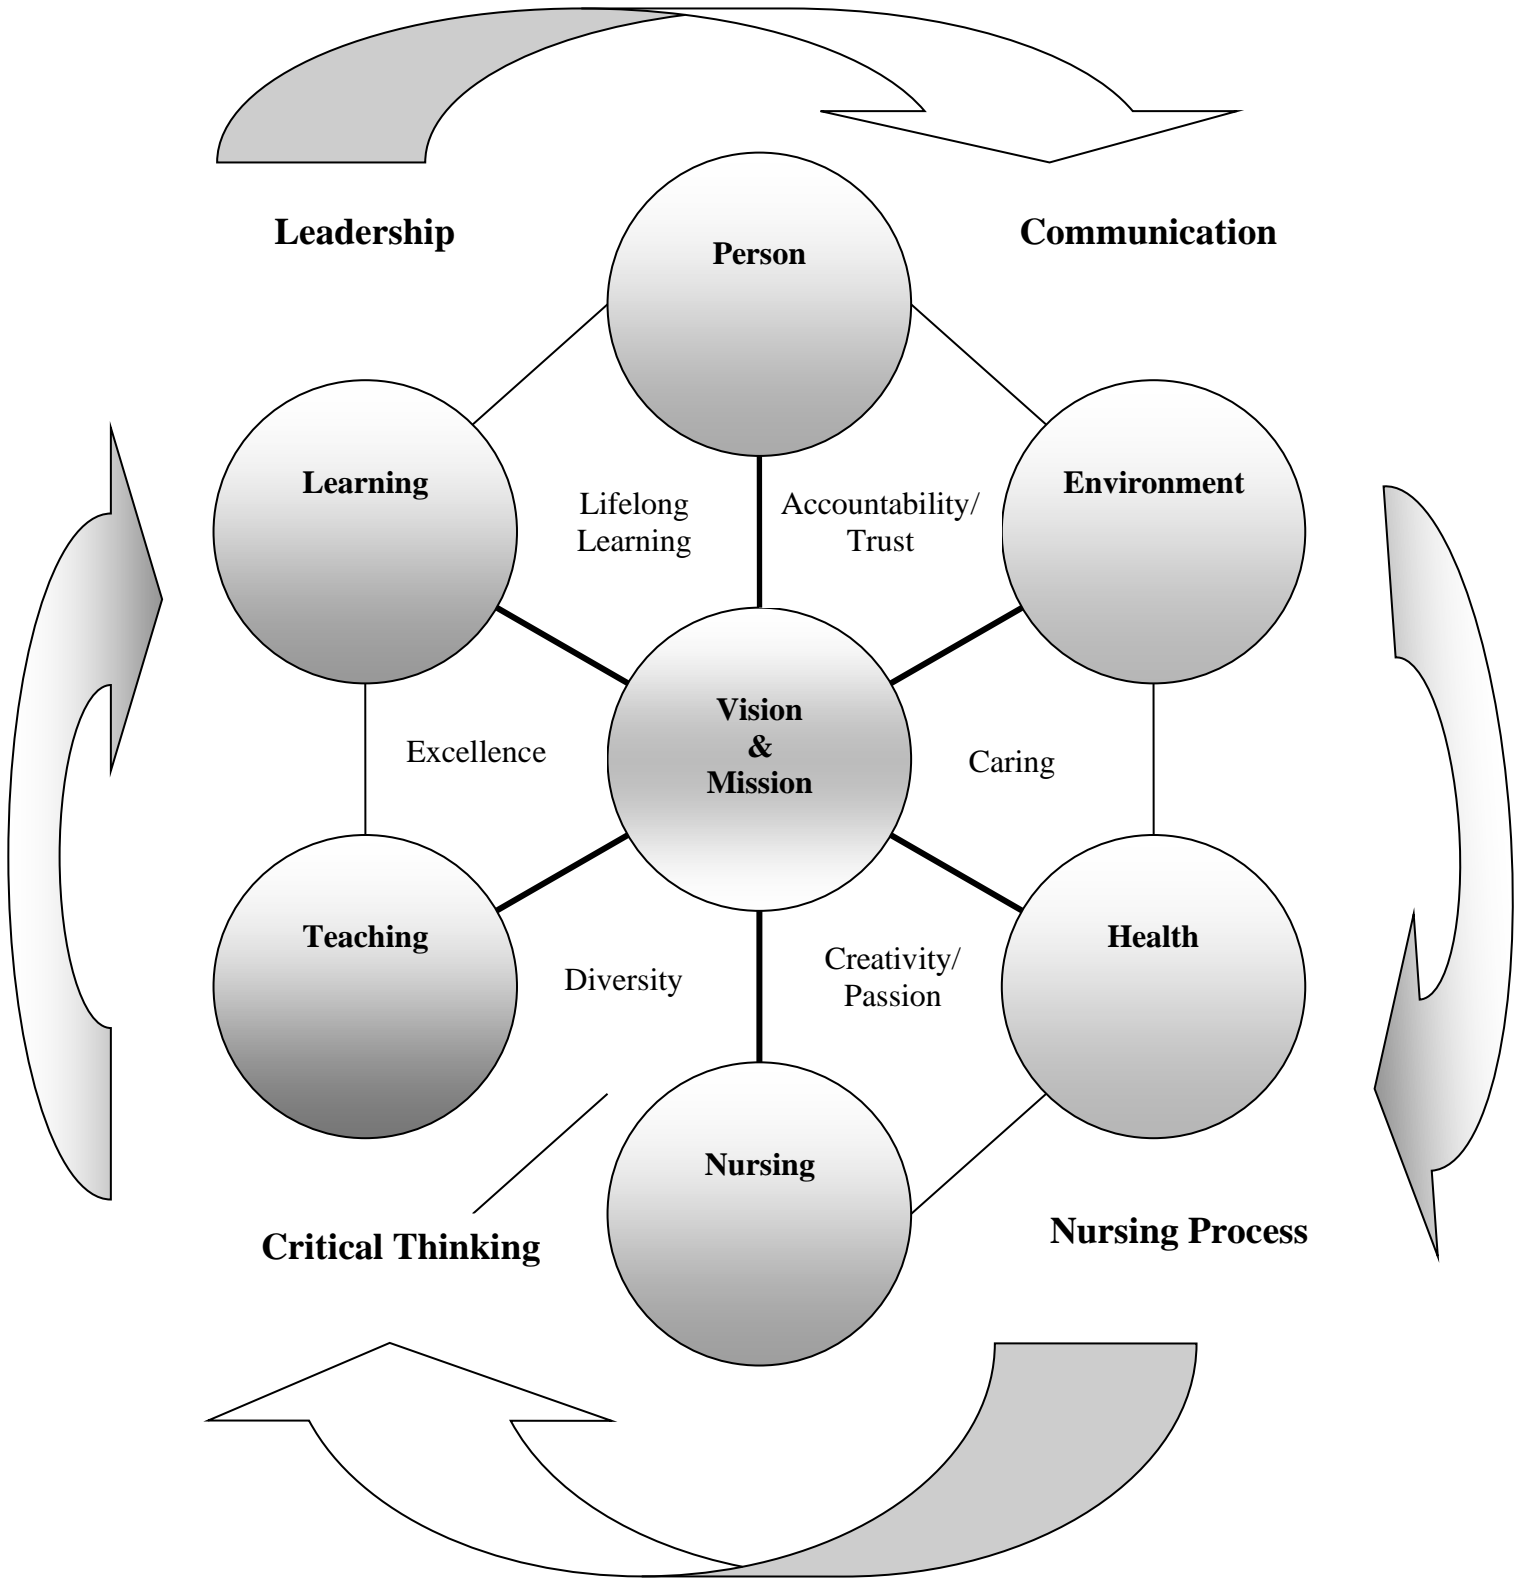 Leadership
Communication
Person
Learning
Environment
Lifelong
Learning
Accountability/
Trust
Vision
&
Mission
Excellence
Caring
Teaching
Health
Diversity
Creativity/
Passion
Nursing
Critical Thinking
Nursing Process